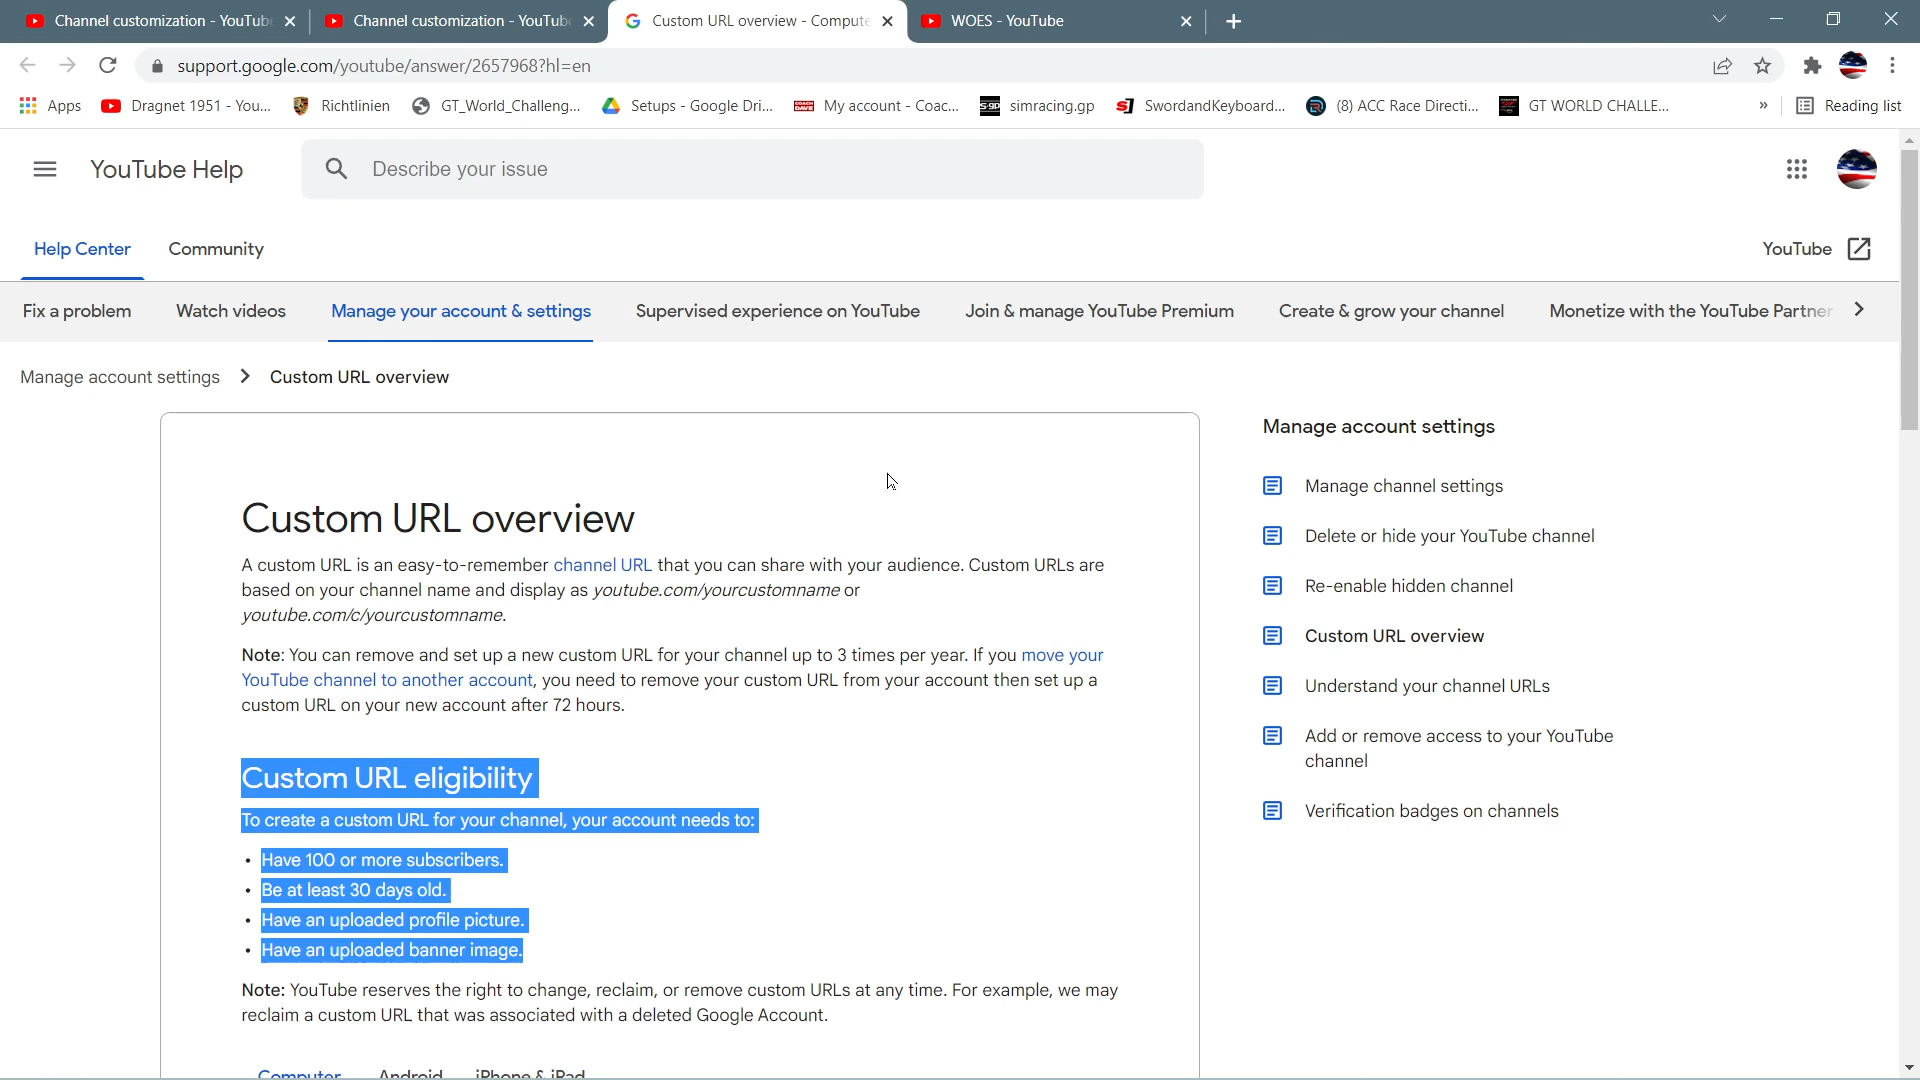 Channel customization - YouTub
Channel customization - YouTub
Custom URL overview - Compute
WOES - YouTube
support.google.com/youtube/answer/2657968?hl=en
Apps
Dragnet 1951 - You...
Richtlinien
GT_World_Challeng...
Setups - Google Dri...
My account - Coac...
simracing.gp
SwordandKeyboard...
(8) ACC Race Directi...
GT WORLD CHALLE...
»
Reading list
YouTube Help
Describe your issue
Help Center
Community
YouTube
Fix a problem
Watch videos
Manage your account & settings
Supervised experience on YouTube
Join & manage YouTube Premium
Create & grow your channel
Monetize with the YouTube Partner
Manage account settings
Custom URL overview
Custom URL overview
A custom URL is an easy-to-remember channel URL that you can share with your audience. Custom URLs are
based on your channel name and display as youtube.com/yourcustomname or
youtube.com/c/yourcustomname.
Note: You can remove and set up a new custom URL for your channel up to 3 times per year. If you move your
YouTube channel to another account, you need to remove your custom URL from your account then set up a
custom URL on your new account after 72 hours.
Custom URL eligibility
To create a custom URL for your channel, your account needs to:
• Have 100 or more subscribers.
• Be at least 30 days old.
• Have an uploaded profile picture.
• Have an uploaded banner image.
Note: YouTube reserves the right to change, reclaim, or remove custom URLs at any time. For example, we may
reclaim a custom URL that was associated with a deleted Google Account.
Computer
Android
iPhone & iPad
Manage account settings
Manage channel settings
Delete or hide your YouTube channel
Re-enable hidden channel
Custom URL overview
Understand your channel URLs
Add or remove access to your YouTube
channel
Verification badges on channels